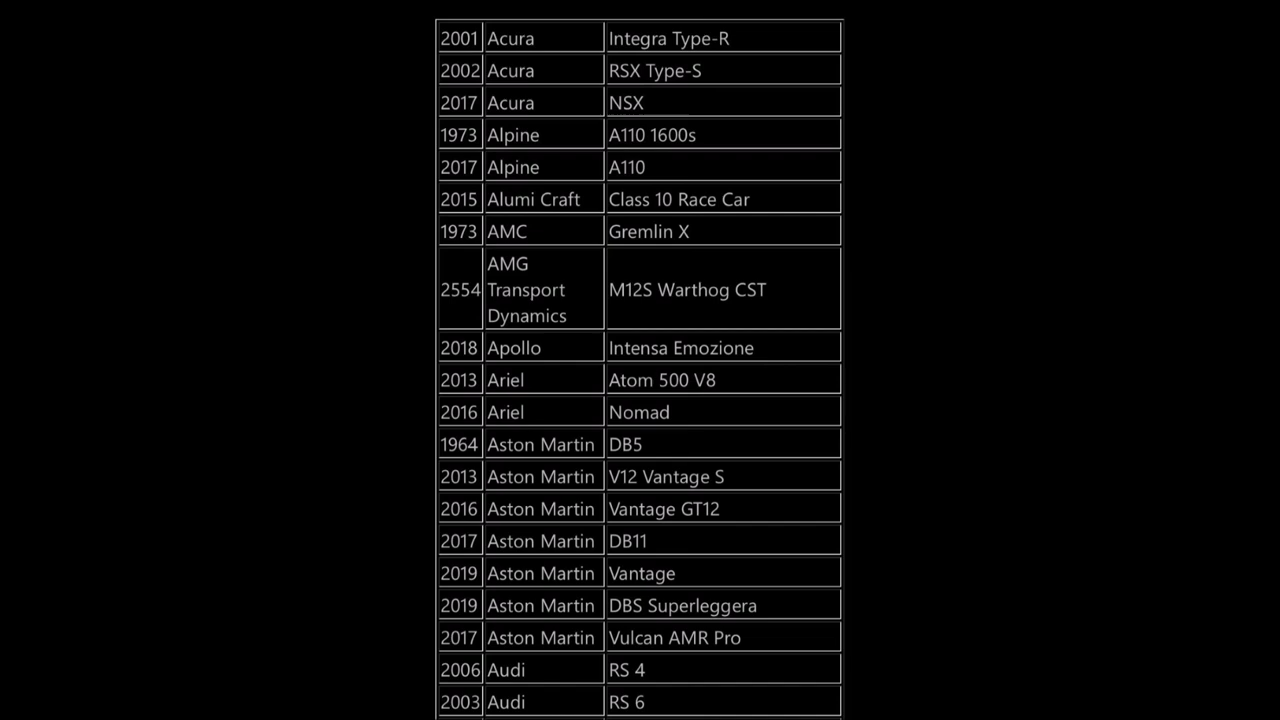 2001 Acura Integra Type-R
2002 Acura RSX Type-S
2017 Acura NSX
1973 Alpine A110 1600s
2017 Alpine A110
2015 Alumi Craft Class 10 Race Car
1973 AMC Gremlin X
2554 AMG Transport Dynamics M12S Warthog CST
2018 Apollo Intensa Emozione
2013 Ariel Atom 500 V8
2016 Ariel Nomad
1964 Aston Martin DB5
2013 Aston Martin V12 Vantage S
2016 Aston Martin Vantage GT12
2017 Aston Martin DB11
2019 Aston Martin Vantage
2019 Aston Martin DBS Superleggera
2017 Aston Martin Vulcan AMR Pro
2006 Audi RS 4
2003 Audi RS 6